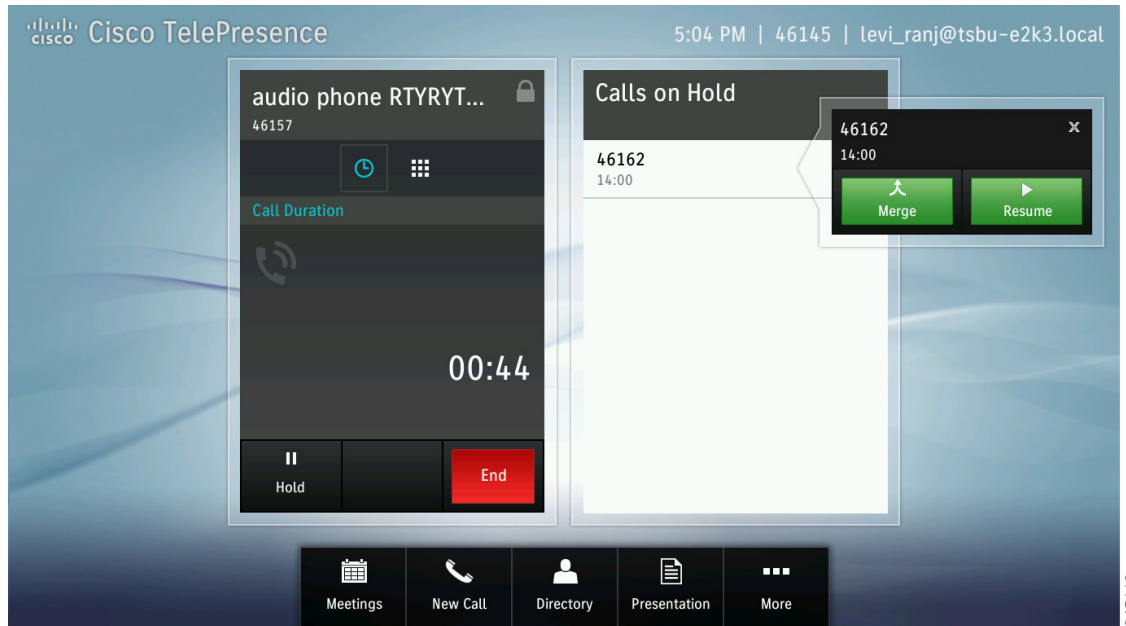 cisco Cisco TelePresence
5:04 PM | 46145 | levi_ranj@tsbu-e2k3.local
audio phone RTYRYT...
46157
Call Duration
00:44
Hold
End
Calls on Hold
46162
14:00
46162
X
14:00
Merge
Resume
Meetings
New Call
Directory
Presentation
More